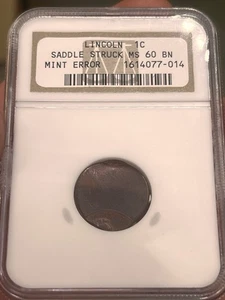 LINCOLN 1C
SADDLE STRUCK MS 60 BN
MINT ERROR 1614077-014